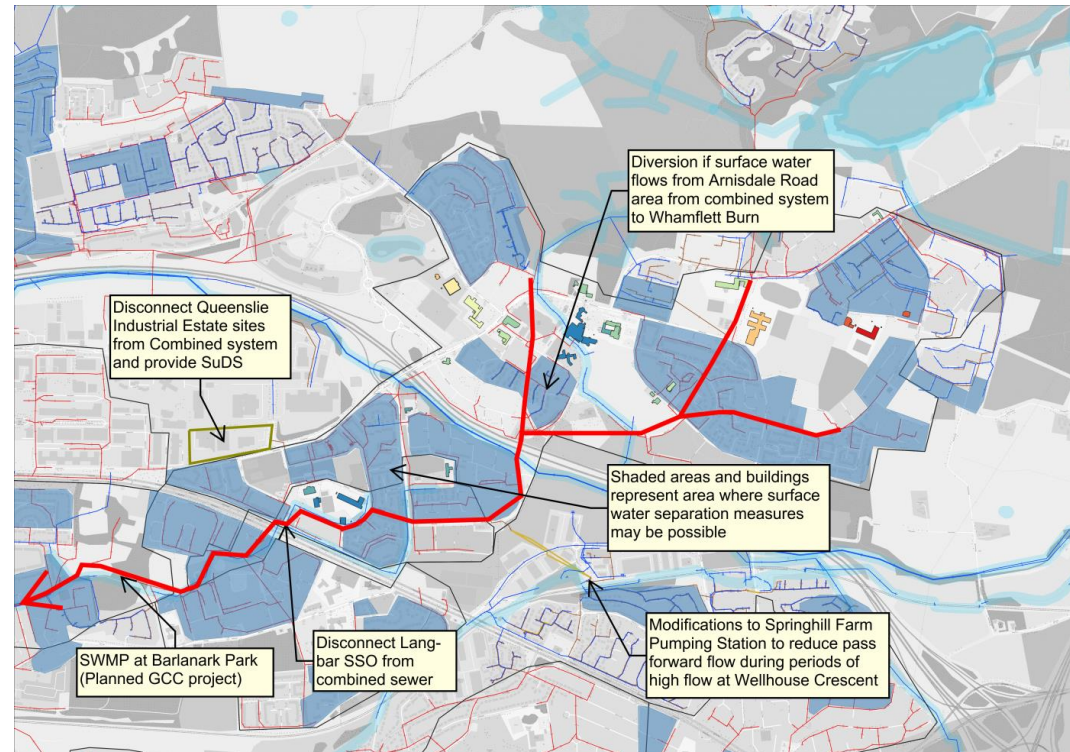 Diversion if surface water
flows from Arnisdale Road
area from combined system
to Whamflett Burn
Disconnect Queenslie
Industrial Estate sites
from Combined system
and provide SuDS
Shaded areas and buildings
represent area where surface
water separation measures
may be possible
SWMP at Barlanark Park
(Planned GCC project)
Disconnect Lang-
bar SSO from
combined sewer
Modifications to Springhill Farm
Pumping Station to reduce pass
forward flow during periods of
high flow at Wellhouse Crescent